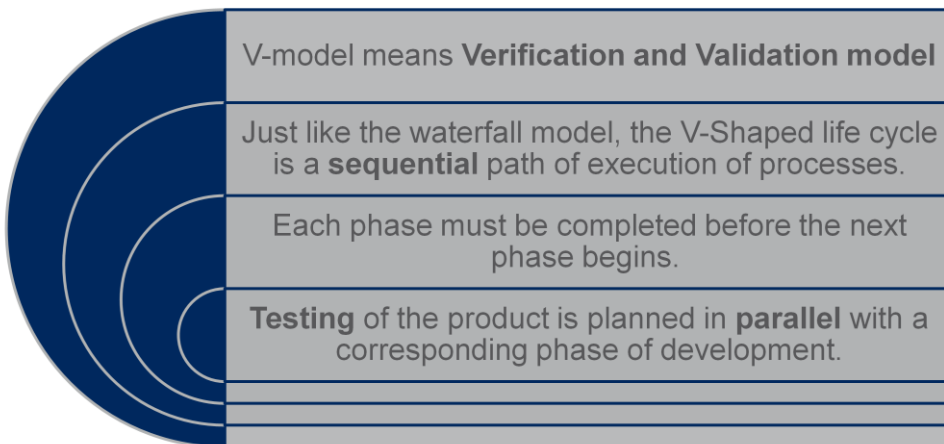 V-model means Verification and Validation model
Just like the waterfall model, the V-Shaped life cycle
is a sequential path of execution of processes.
Each phase must be completed before the next
phase begins.
Testing of the product is planned in parallel with a
corresponding phase of development.